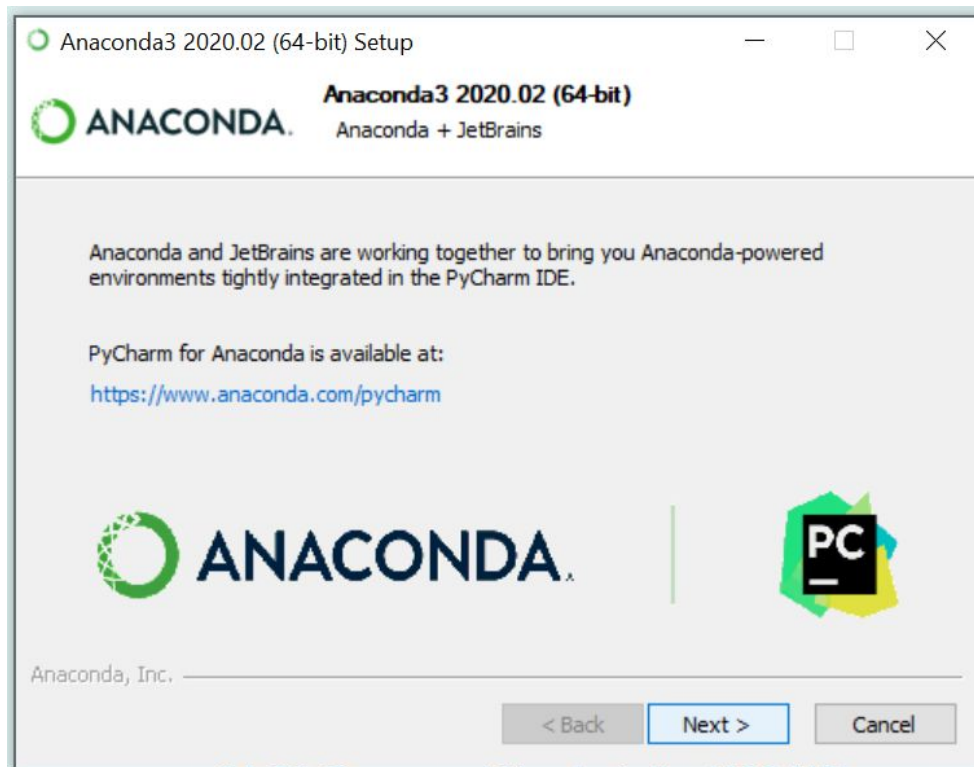 Anaconda3 2020.02 (64-bit) Setup
ANACONDA.
Anaconda3 2020.02 (64-bit)
Anaconda + JetBrains
Anaconda and JetBrains are working together to bring you Anaconda-powered
environments tightly integrated in the PyCharm IDE.
PyCharm for Anaconda is available at:
https://www.anaconda.com/pycharm
ANACONDA.
PC
Anaconda, Inc.
< Back Next > Cancel